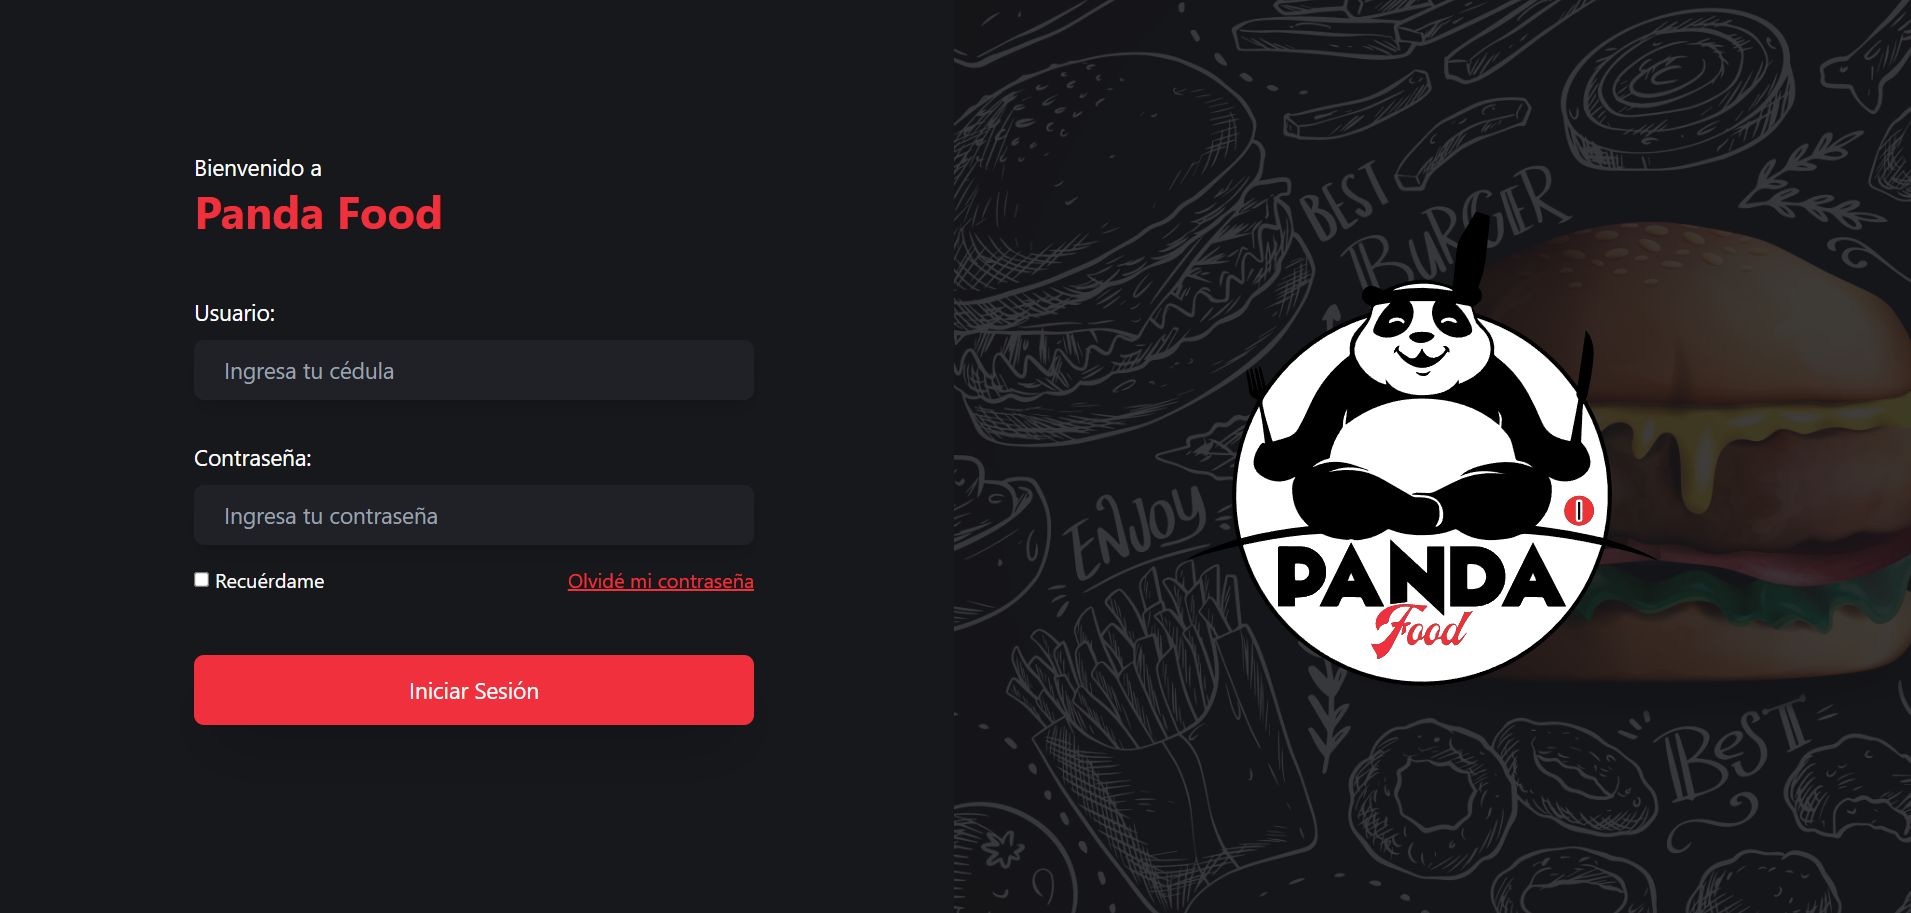 Bienvenido a
Panda Food
Usuario:
Ingresa tu cédula
Contraseña:
Ingresa tu contraseña
Recuérdame
Olvidé mi contraseña
Iniciar Sesión
BEST
BURGER
ENJOY
PANDA
Food
BEST